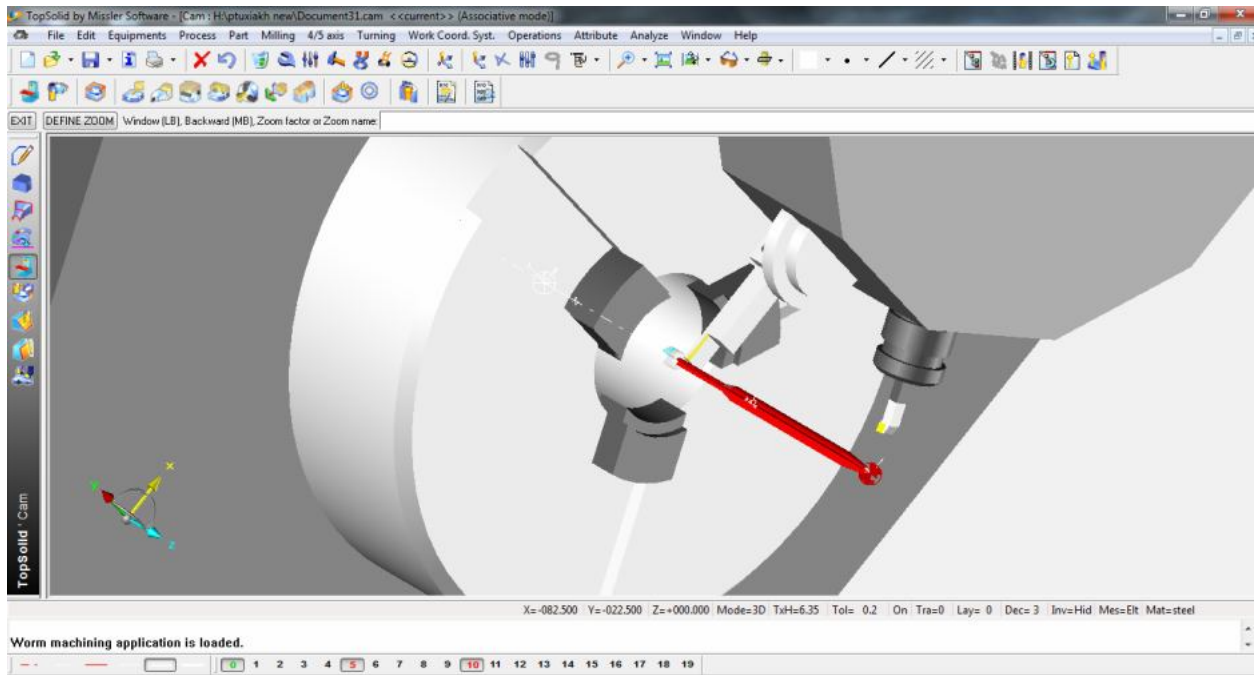 TopSolid by Missler Software - [Cam : H:\ptuxiakh new\Document31.cam <<current>> (Associative mode)]
File Edit Equipments Process Part Milling 4/5 axis Turning Work Coord. Syst. Operations Attribute Analyze Window Help
EXIT DEFINE ZOOM Window (LB), Backward (MB), Zoom factor or Zoom name:
x
y
z
TopSolid ' Cam
X=-082.500 Y=-022.500 Z=+000.000 Mode=3D TxH=6.35 Tol= 0.2 On Tra=0 Lay= 0 Dec= 3 Inv=Hid Mes=Elt Mat=steel
Worm machining application is loaded.
0 1 2 3 4 5 6 7 8 9 10 11 12 13 14 15 16 17 18 19